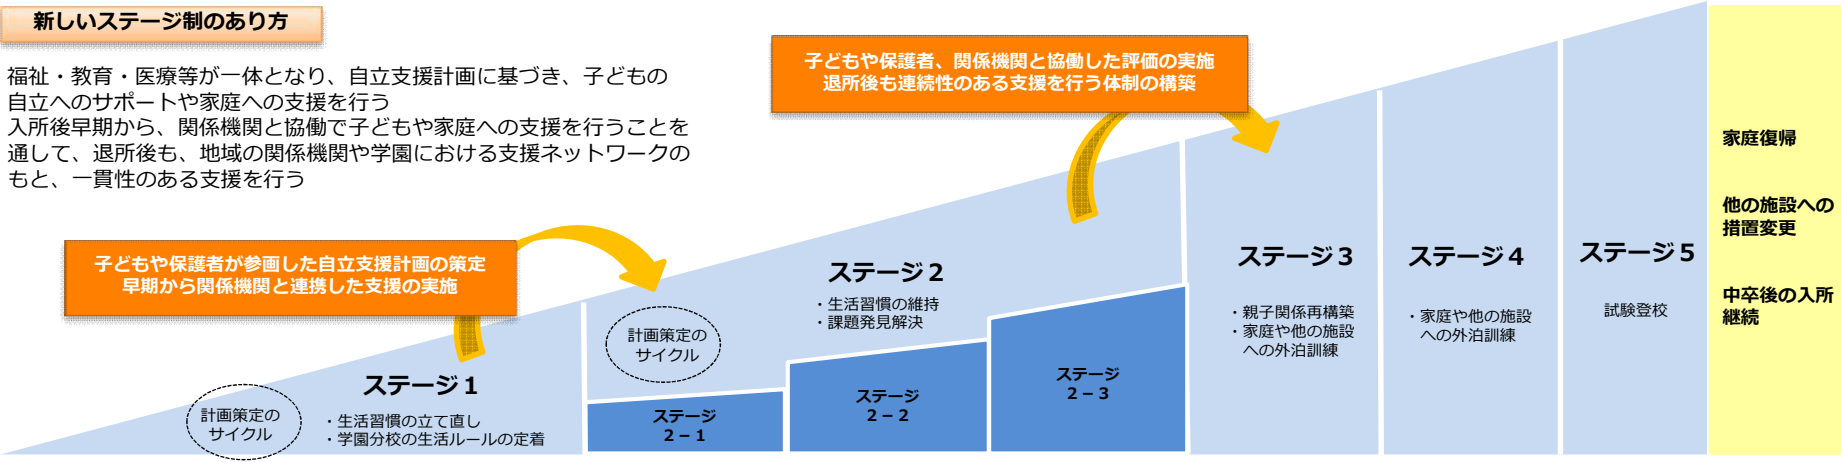 新しいステージ制のあり方
福祉・教育・医療等が一体となり、自立支援計画に基づき、子どもの
自立へのサポートや家庭への支援を行う
入所後早期から、関係機関と協働で子どもや家庭への支援を行うことを
通して、退所後も、地域の関係機関や学園における支援ネットワークの
もと、一貫性のある支援を行う
子どもや保護者が参画した自立支援計画の策定
早期から関係機関と連携した支援の実施
子どもや保護者、関係機関と協働した評価の実施
退所後も連続性のある支援を行う体制の構築
計画策定の
サイクル
ステージ１
・生活習慣の立て直し
・学園分校の生活ルールの定着
計画策定の
サイクル
ステージ２
・生活習慣の維持
・課題発見解決
ステージ
２－１
ステージ
２－２
ステージ
２－３
ステージ３
・親子関係再構築
・家庭や他の施設
への外泊訓練
ステージ４
・家庭や他の施設
への外泊訓練
ステージ５
試験登校
家庭復帰
他の施設への
措置変更
中卒後の入所
継続